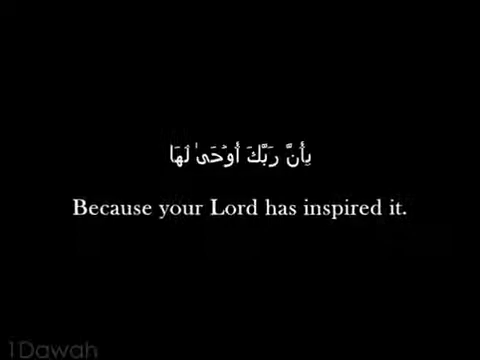 بِأَنَّ رَبَّكَ أَوْحَىٰ لَهَا
Because your Lord has inspired it.
1Dawah